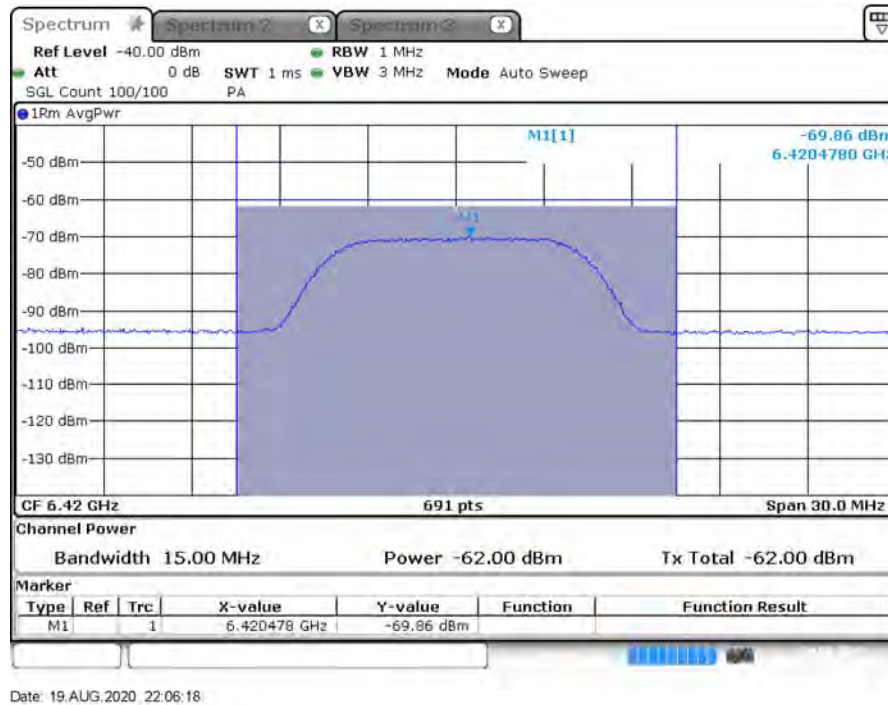 Spectrum Spectrum 2 X Spectrum 3 X
Ref Level -40.00 dBm RBW 1 MHz
Att 0 dB SWT 1 ms VBW 3 MHz Mode Auto Sweep
SGL Count 100/100 PA
1Rm AvgPwr
M1[1] -69.86 dBm
6.4204780 GHz
-50 dBm
-60 dBm
M1
-70 dBm
-80 dBm
-90 dBm
-100 dBm
-110 dBm
-120 dBm
-130 dBm
CF 6.42 GHz 691 pts Span 30.0 MHz
Channel Power
Bandwidth 15.00 MHz Power -62.00 dBm Tx Total -62.00 dBm
Marker
Type Ref Trc X-value Y-value Function Function Result
M1 1 6.420478 GHz -69.86 dBm
Date: 19.AUG.2020 22:06:18